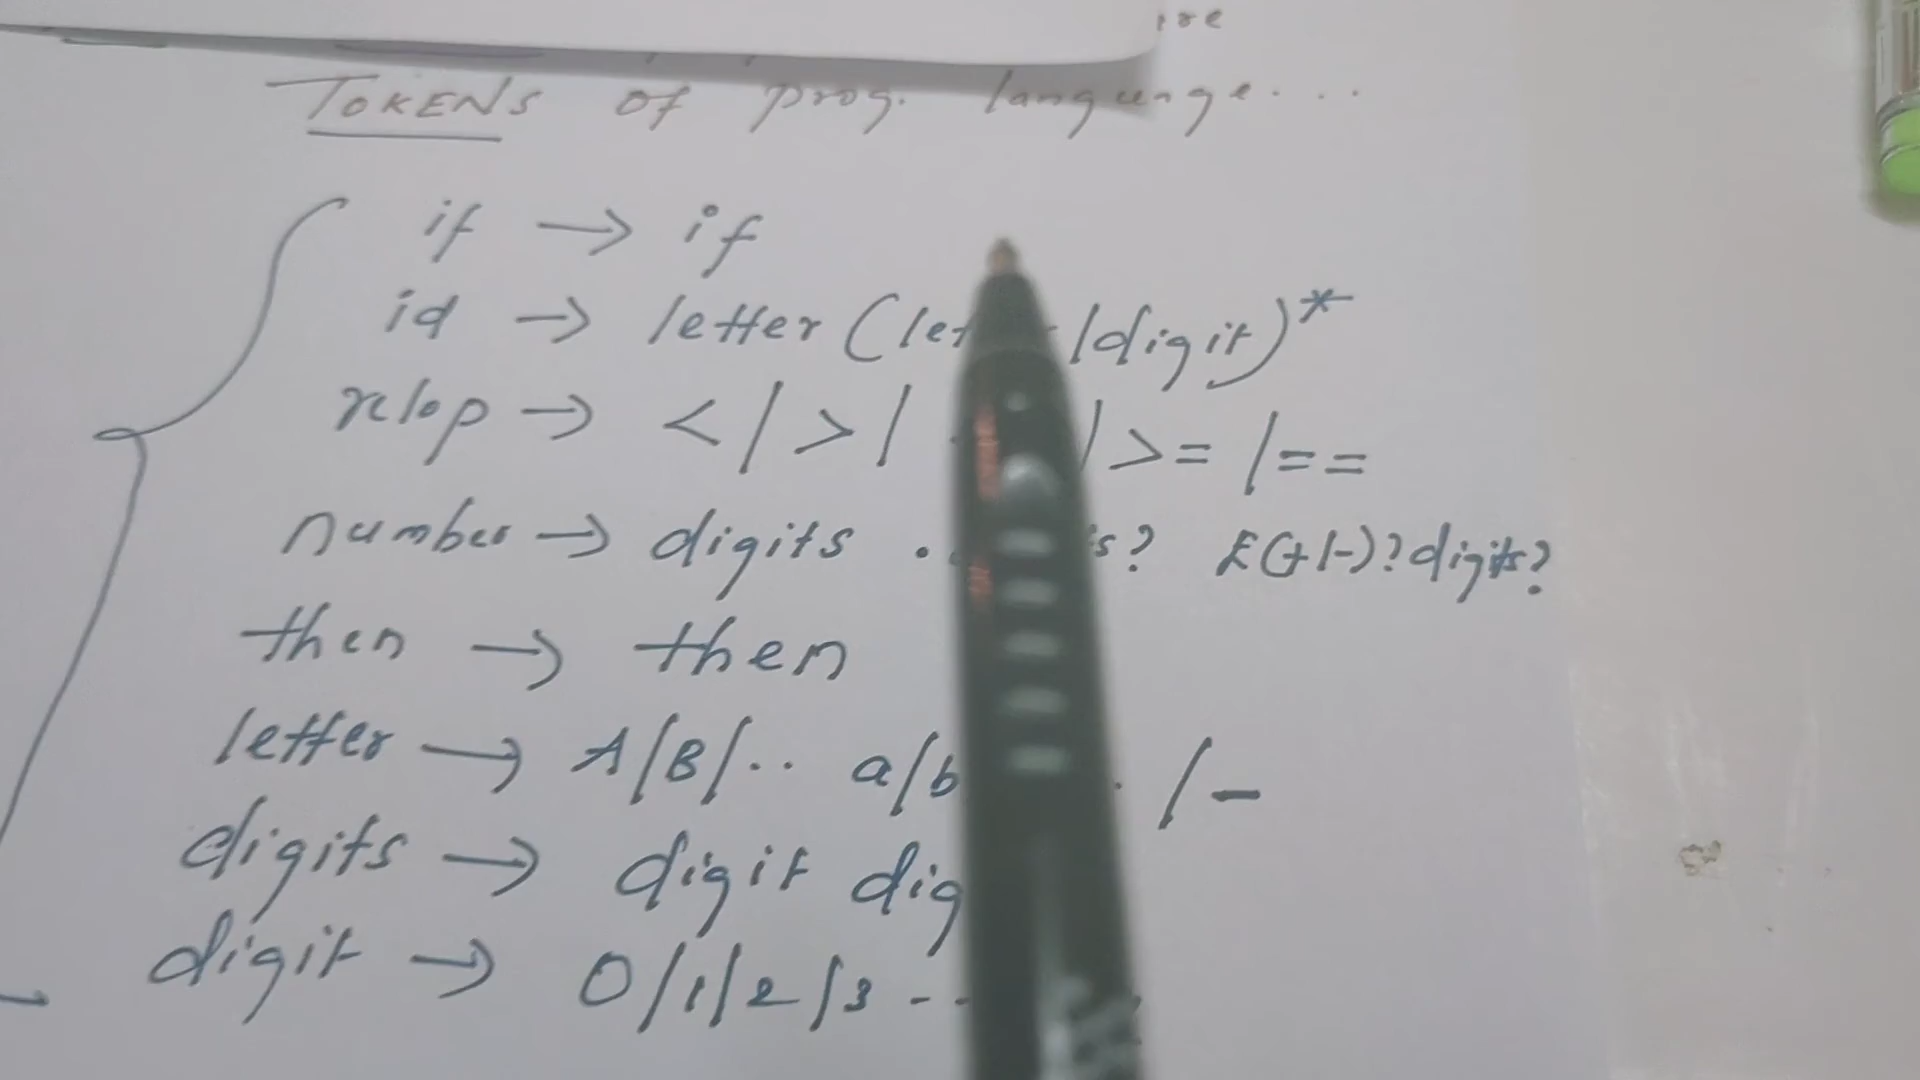 TOKENS of prog. language...
if → if
id → letter (let /digit)*
relop → < / > / / >= / ==
number → digits . s? E(+/-)? digits?
then → then
letter → A/B/.. a/b . / -
digits → digit dig
digit → 0/1/2/3 --